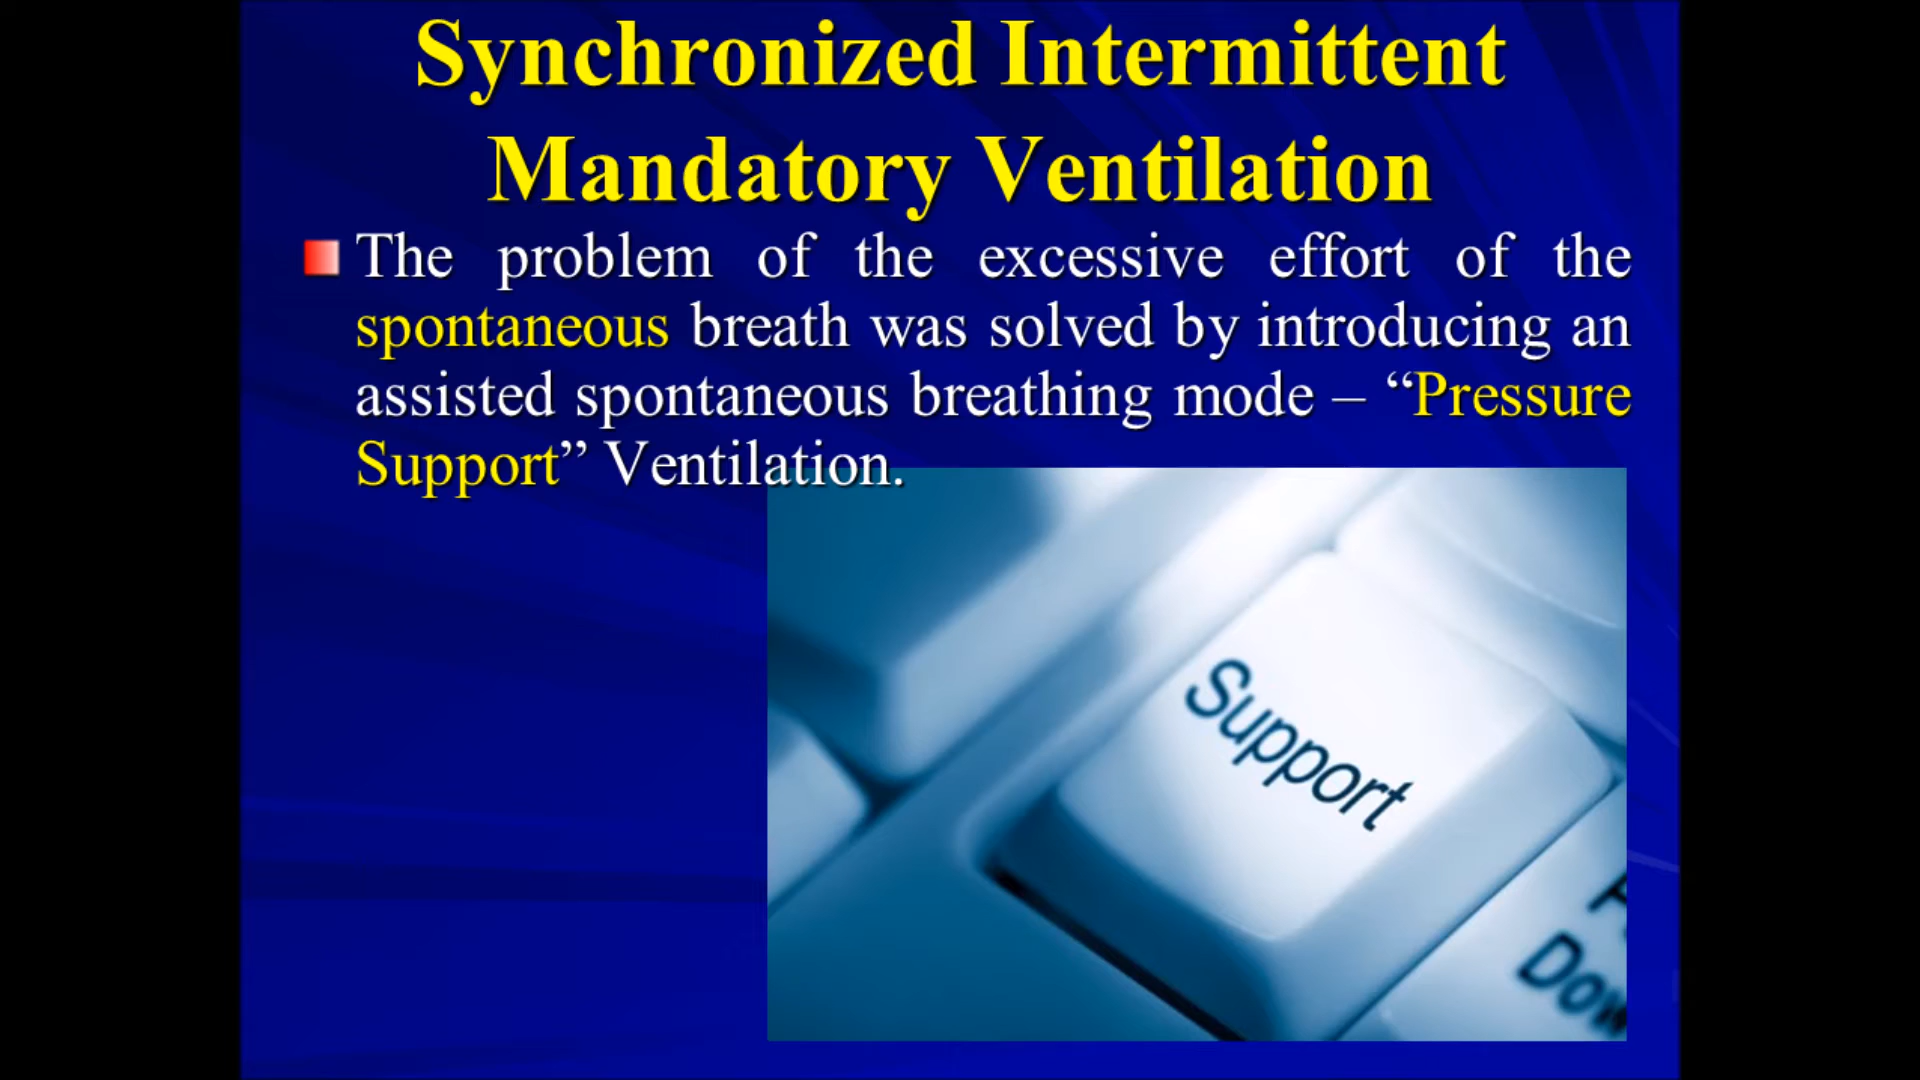 Synchronized Intermittent
Mandatory Ventilation
The problem of the excessive effort of the
spontaneous breath was solved by introducing an
assisted spontaneous breathing mode – “Pressure
Support” Ventilation.
Support